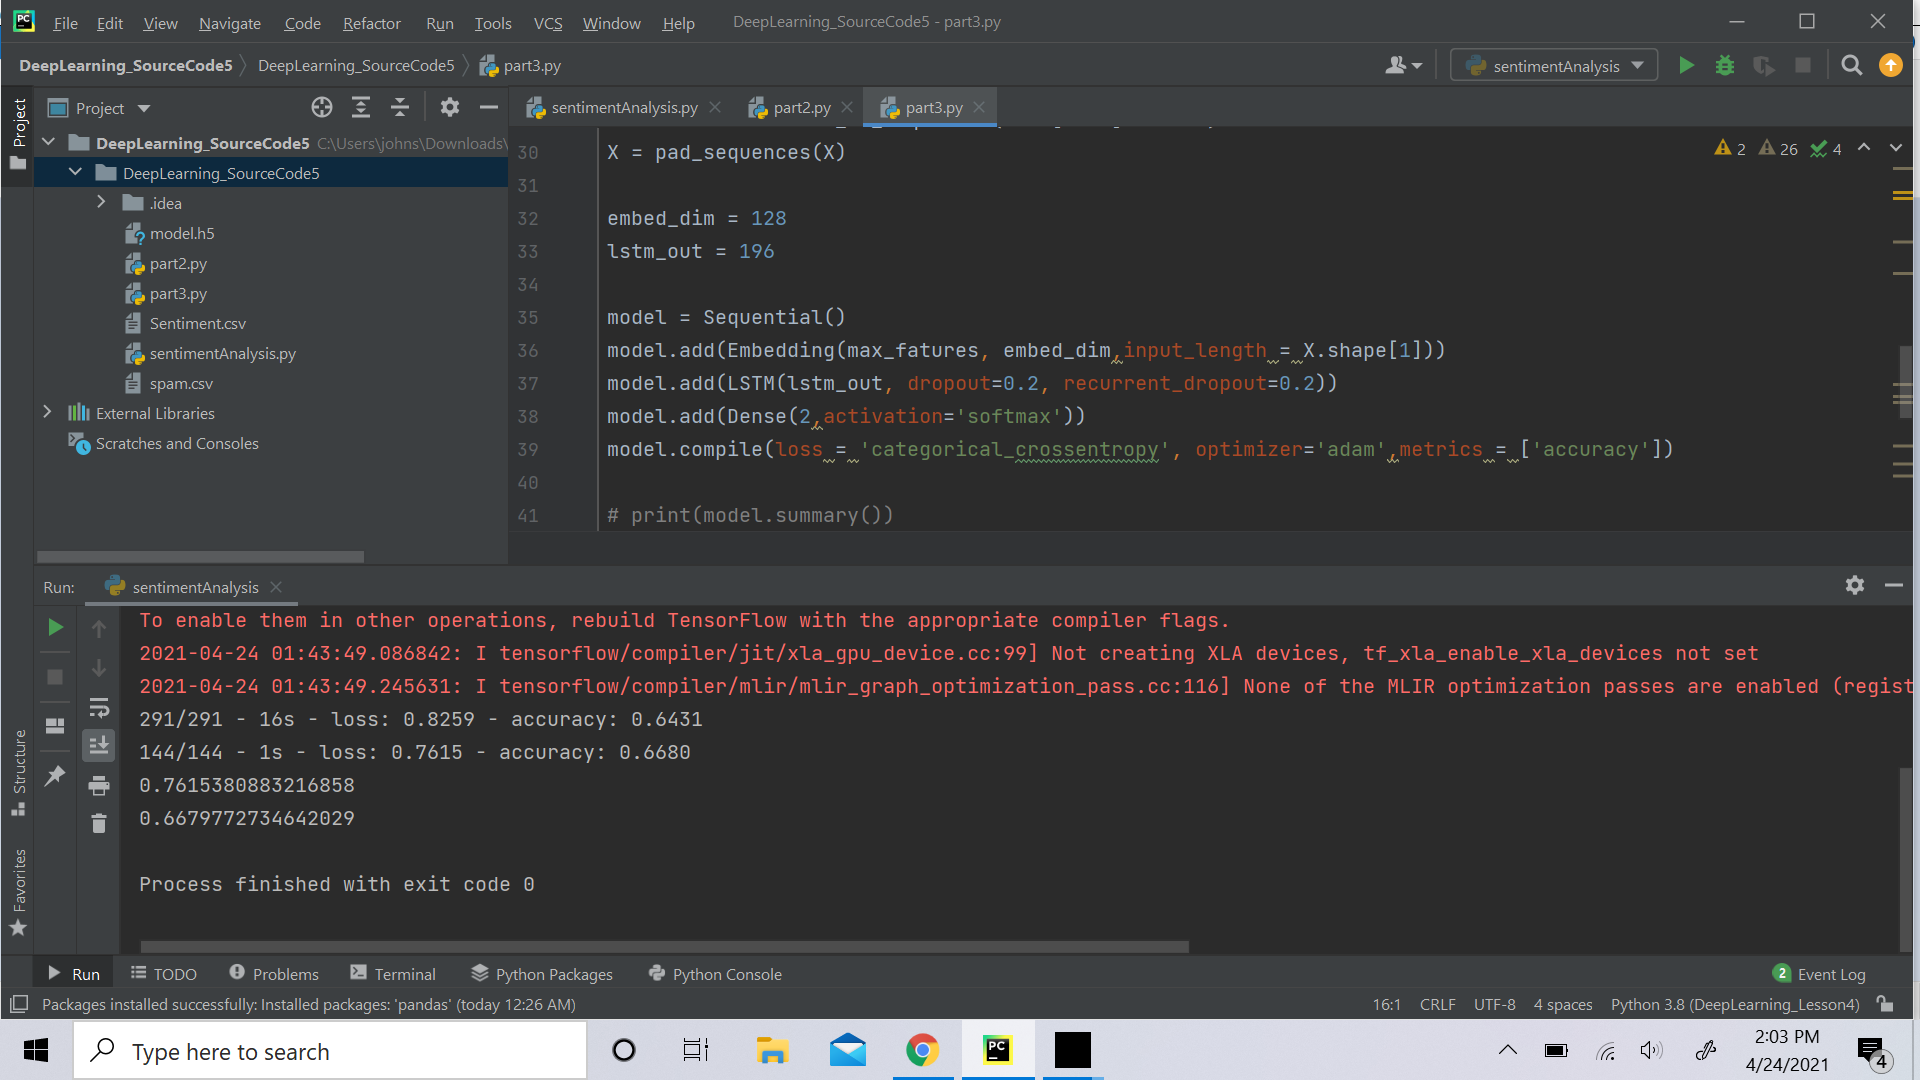 File Edit View Navigate Code Refactor Run Tools VCS Window Help DeepLearning_SourceCode5 - part3.py
DeepLearning_SourceCode5 DeepLearning_SourceCode5 part3.py sentimentAnalysis
Project
Project
DeepLearning_SourceCode5 C:\Users\johns\Downloads\
DeepLearning_SourceCode5
.idea
model.h5
part2.py
part3.py
Sentiment.csv
sentimentAnalysis.py
spam.csv
External Libraries
Scratches and Consoles
sentimentAnalysis.py part2.py part3.py
2 26 4
30 X = pad_sequences(X)
31
32 embed_dim = 128
33 lstm_out = 196
34
35 model = Sequential()
36 model.add(Embedding(max_fatures, embed_dim,input_length = X.shape[1]))
37 model.add(LSTM(lstm_out, dropout=0.2, recurrent_dropout=0.2))
38 model.add(Dense(2,activation='softmax'))
39 model.compile(loss = 'categorical_crossentropy', optimizer='adam',metrics = ['accuracy'])
40
41 # print(model.summary())
Run: sentimentAnalysis
To enable them in other operations, rebuild TensorFlow with the appropriate compiler flags.
2021-04-24 01:43:49.086842: I tensorflow/compiler/jit/xla_gpu_device.cc:99] Not creating XLA devices, tf_xla_enable_xla_devices not set
2021-04-24 01:43:49.245631: I tensorflow/compiler/mlir/mlir_graph_optimization_pass.cc:116] None of the MLIR optimization passes are enabled (regist
291/291 - 16s - loss: 0.8259 - accuracy: 0.6431
144/144 - 1s - loss: 0.7615 - accuracy: 0.6680
0.7615380883216858
0.6679772734642029
Process finished with exit code 0
Structure
Favorites
Run TODO Problems Terminal Python Packages Python Console 2 Event Log
Packages installed successfully: Installed packages: 'pandas' (today 12:26 AM) 16:1 CRLF UTF-8 4 spaces Python 3.8 (DeepLearning_Lesson4)
Type here to search
PC
2:03 PM
4/24/2021
4